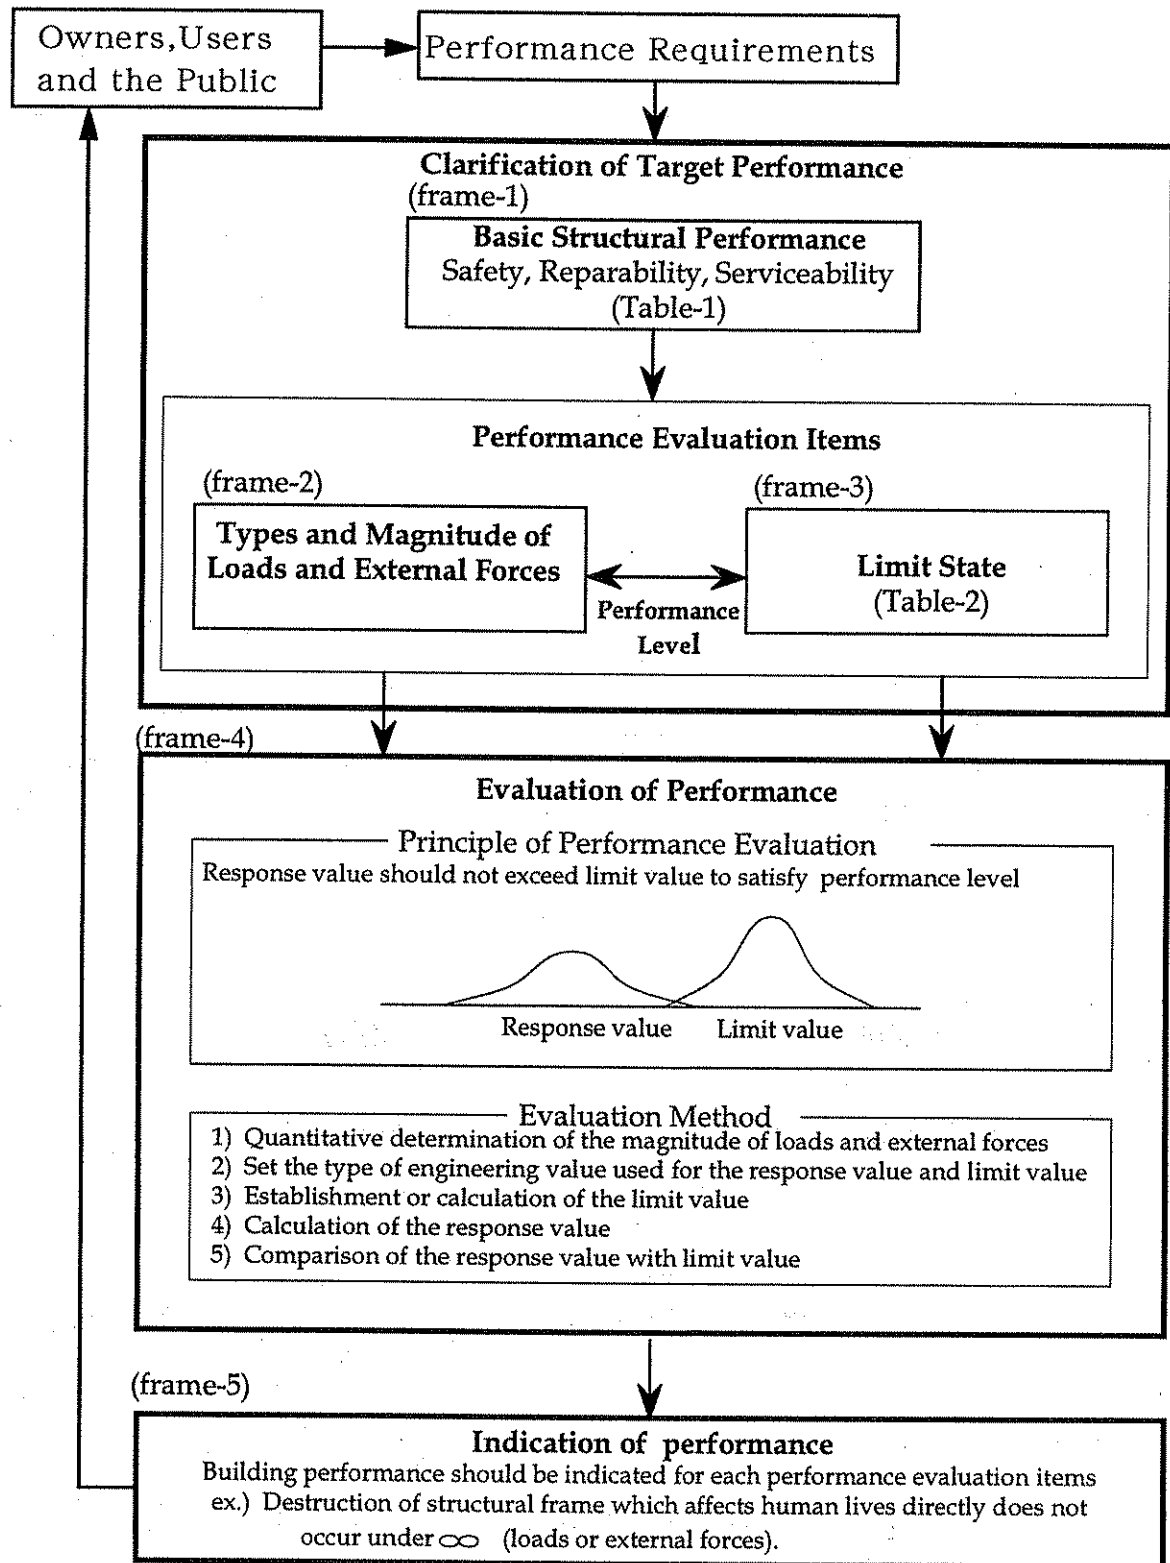 Owners,Users
and the Public
Performance Requirements
Clarification of Target Performance
(frame-1)
Basic Structural Performance
Safety, Reparability, Serviceability
(Table-1)
Performance Evaluation Items
(frame-2)
Types and Magnitude of
Loads and External Forces
(frame-3)
Limit State
(Table-2)
Performance
Level
(frame-4)
Evaluation of Performance
Principle of Performance Evaluation
Response value should not exceed limit value to satisfy performance level
Response value
Limit value
Evaluation Method
1) Quantitative determination of the magnitude of loads and external forces
2) Set the type of engineering value used for the response value and limit value
3) Establishment or calculation of the limit value
4) Calculation of the response value
5) Comparison of the response value with limit value
(frame-5)
Indication of performance
Building performance should be indicated for each performance evaluation items
ex.) Destruction of structural frame which affects human lives directly does not
occur under ∞ (loads or external forces).